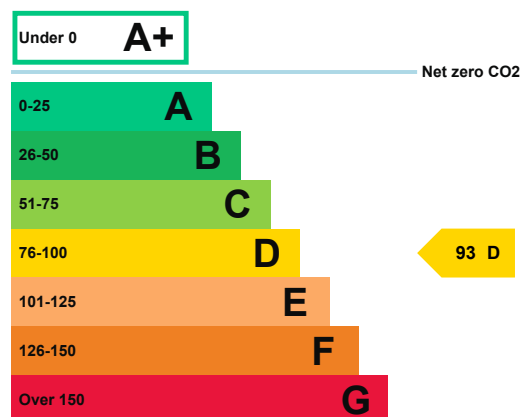 Under 0 A+
Net zero CO2
0-25 A
26-50 B
51-75 C
76-100 D
93 D
101-125 E
126-150 F
Over 150 G